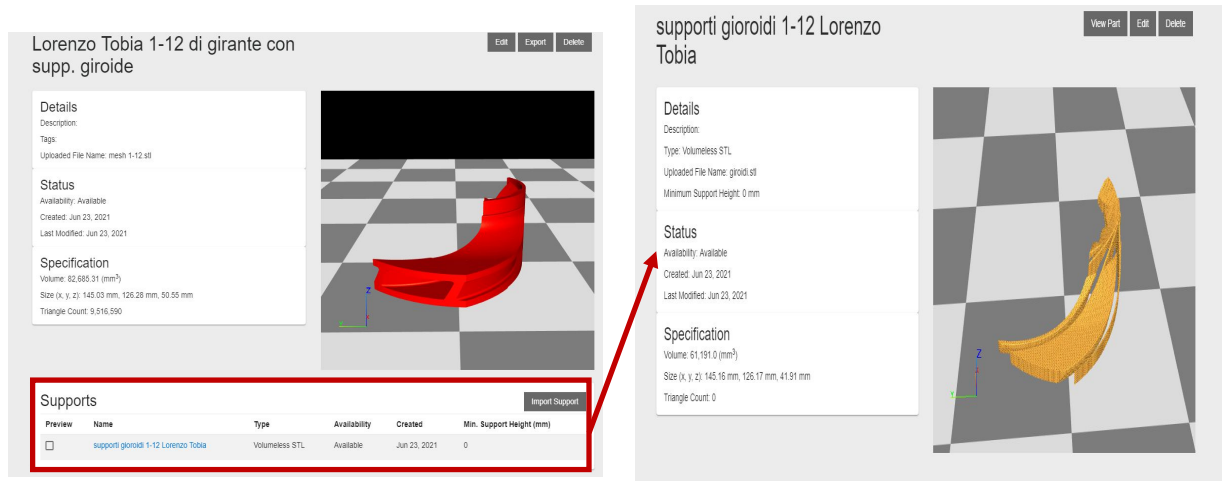 Lorenzo Tobia 1-12 di girante con
supp. giroide
Edit Export Delete
Details
Description:
Tags:
Uploaded File Name: mesh 1-12.stl
Status
Availability: Available
Created: Jun 23, 2021
Last Modified: Jun 23, 2021
Specification
Volume: 82,685.31 (mm³)
Size (x, y, z): 145.03 mm, 126.28 mm, 50.55 mm
Triangle Count: 9,516,590
Z
Supports
Import Support
Preview Name Type Availability Created Min. Support Height (mm)
supporti gioroidi 1-12 Lorenzo Tobia Volumeless STL Available Jun 23, 2021 0
supporti gioroidi 1-12 Lorenzo
Tobia
View Part Edit Delete
Details
Description:
Type: Volumeless STL
Uploaded File Name: giroidi.stl
Minimum Support Height: 0 mm
Status
Availability: Available
Created: Jun 23, 2021
Last Modified: Jun 23, 2021
Specification
Volume: 61,191.0 (mm³)
Size (x, y, z): 145.16 mm, 126.17 mm, 41.91 mm
Triangle Count: 0
Z